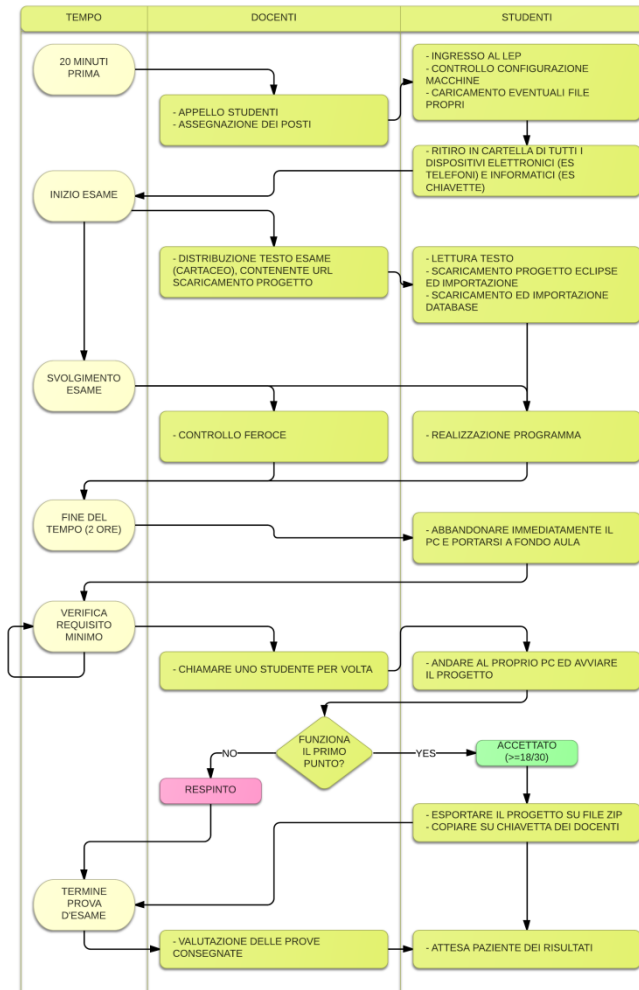 TEMPO
DOCENTI
STUDENTI
20 MINUTI
PRIMA
- APPELLO STUDENTI
- ASSEGNAZIONE DEI POSTI
- INGRESSO AL LEP
- CONTROLLO CONFIGURAZIONE
MACCHINE
- CARICAMENTO EVENTUALI FILE
PROPRI
- RITIRO IN CARTELLA DI TUTTI I
DISPOSITIVI ELETTRONICI (ES
TELEFONI) E INFORMATICI (ES
CHIAVETTE)
INIZIO ESAME
- DISTRIBUZIONE TESTO ESAME
(CARTACEO), CONTENENTE URL
SCARICAMENTO PROGETTO
- LETTURA TESTO
- SCARICAMENTO PROGETTO ECLIPSE
ED IMPORTAZIONE
- SCARICAMENTO ED IMPORTAZIONE
DATABASE
SVOLGIMENTO
ESAME
- CONTROLLO FEROCE
- REALIZZAZIONE PROGRAMMA
FINE DEL
TEMPO (2 ORE)
- ABBANDONARE IMMEDIATAMENTE IL
PC E PORTARSI A FONDO AULA
VERIFICA
REQUISITO
MINIMO
- CHIAMARE UNO STUDENTE PER VOLTA
- ANDARE AL PROPRIO PC ED AVVIARE
IL PROGETTO
FUNZIONA
IL PRIMO
PUNTO?
NO
YES
RESPINTO
ACCETTATO
(>=18/30)
- ESPORTARE IL PROGETTO SU FILE ZIP
- COPIARE SU CHIAVETTA DEI DOCENTI
TERMINE
PROVA
D'ESAME
- VALUTAZIONE DELLE PROVE
CONSEGNATE
- ATTESA PAZIENTE DEI RISULTATI